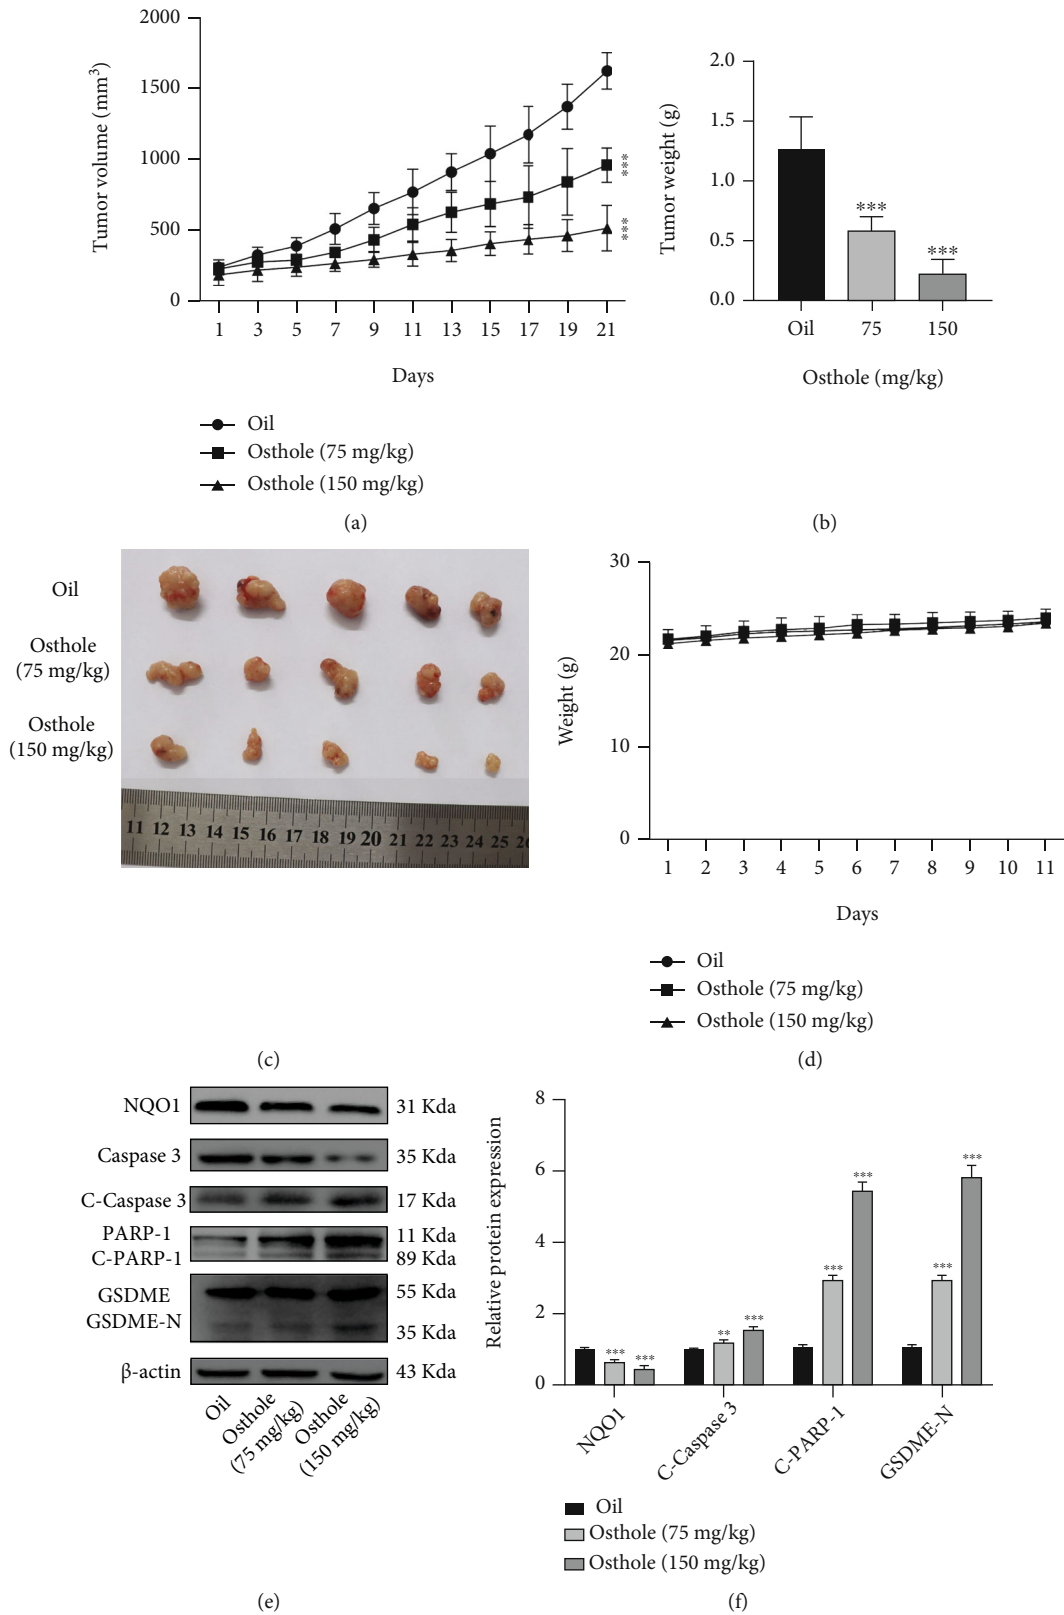 2000
1500
1000
500
0
Tumor volume (mm³)
***
***
1 3 5 7 9 11 13 15 17 19 21
Days
Oil
Osthole (75 mg/kg)
Osthole (150 mg/kg)
(a)
2.0
1.5
1.0
0.5
0.0
Tumor weight (g)
***
***
Oil 75 150
Osthole (mg/kg)
(b)
Oil
Osthole
(75 mg/kg)
Osthole
(150 mg/kg)
11 12 13 14 15 16 17 18 19 20 21 22 23 24 25 26
(c)
30
20
10
0
Weight (g)
1 2 3 4 5 6 7 8 9 10 11
Days
Oil
Osthole (75 mg/kg)
Osthole (150 mg/kg)
(d)
NQO1 31 Kda
Caspase 3 35 Kda
C-Caspase 3 17 Kda
PARP-1 11 Kda
C-PARP-1 89 Kda
GSDME 55 Kda
GSDME-N 35 Kda
β-actin 43 Kda
Oil
Osthole
(75 mg/kg)
Osthole
(150 mg/kg)
(e)
8
6
4
2
0
Relative protein expression
*** ***
** ***
*** ***
*** ***
NQO1
C-Caspase 3
C-PARP-1
GSDME-N
Oil
Osthole (75 mg/kg)
Osthole (150 mg/kg)
(f)